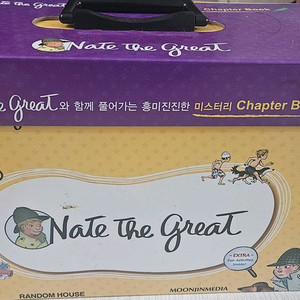 Nate the Great Chapter Book
Great와 함께 풀어가는 흥미진진한 미스터리 Chapter B
Nate the Great
EXTRA
RANDOM HOUSE MOONJINMEDIA